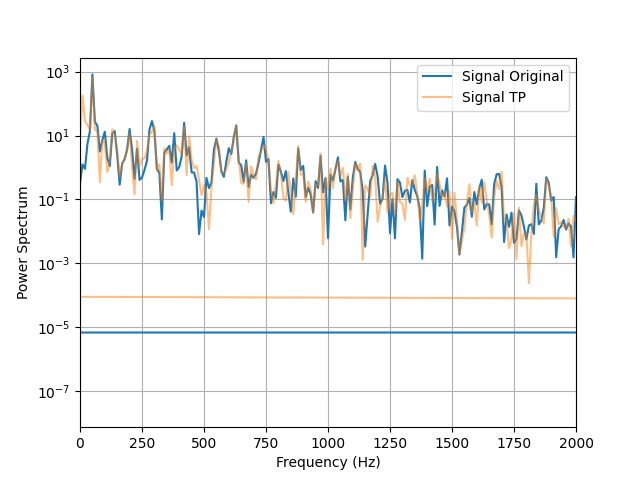 Signal Original
Signal TP
Power Spectrum
10³
10¹
10⁻¹
10⁻³
10⁻⁵
10⁻⁷
0 250 500 750 1000 1250 1500 1750 2000
Frequency (Hz)